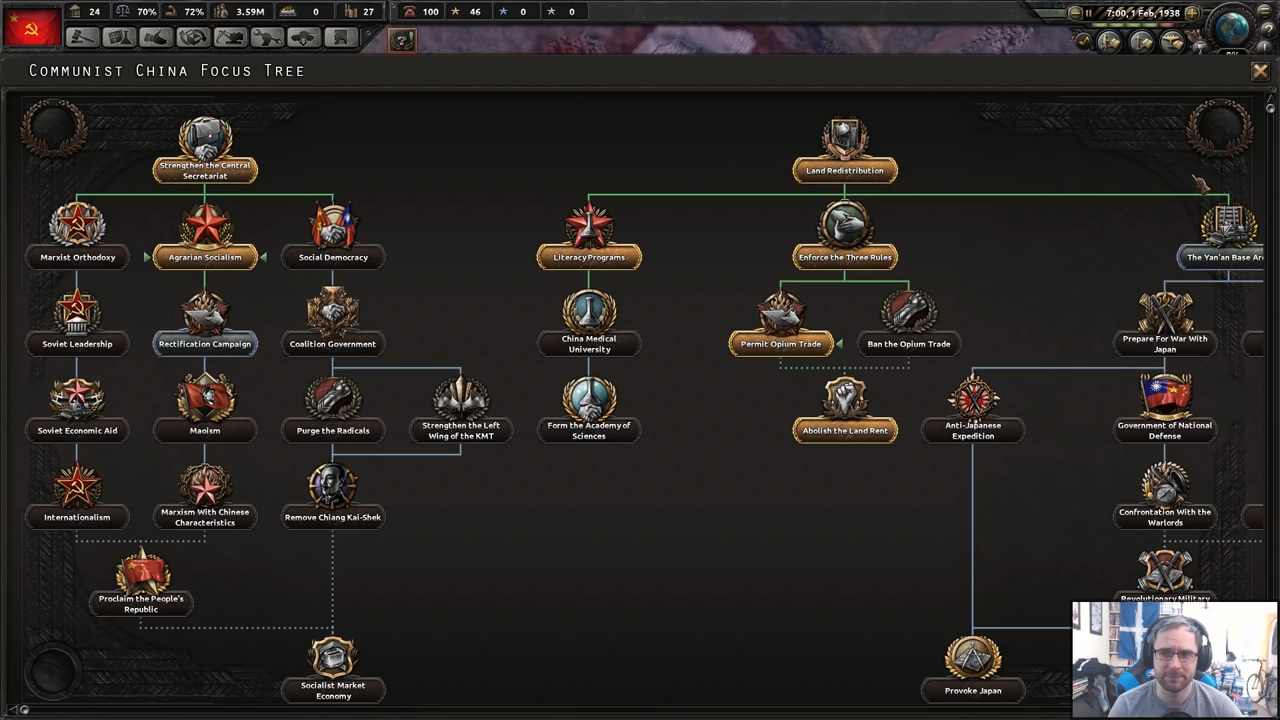 24 70% 72% 3.59M 0 27 100 46 0 0 7:00, 1 Feb, 1938
Communist China Focus Tree
Strengthen the Central
Secretariat
Land Redistribution
Marxist Orthodoxy
Agrarian Socialism
Social Democracy
Literacy Programs
Enforce the Three Rules
The Yan'an Base Are
Soviet Leadership
Rectification Campaign
Coalition Government
China Medical
University
Permit Opium Trade
Ban the Opium Trade
Prepare For War With
Japan
Soviet Economic Aid
Maoism
Purge the Radicals
Strengthen the Left
Wing of the KMT
Form the Academy of
Sciences
Abolish the Land Rent
Anti-Japanese
Expedition
Government of National
Defense
Internationalism
Marxism With Chinese
Characteristics
Remove Chiang Kai-Shek
Confrontation With the
Warlords
Proclaim the People's
Republic
Revolutionary Military
Socialist Market
Economy
Provoke Japan